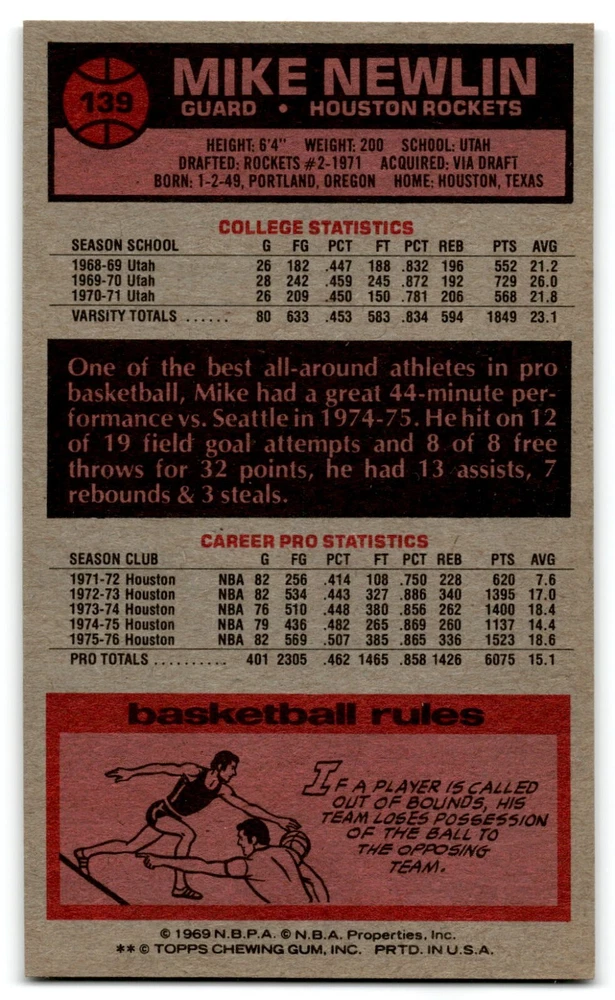 139
MIKE NEWLIN
GUARD • HOUSTON ROCKETS
HEIGHT: 6'4" WEIGHT: 200 SCHOOL: UTAH
DRAFTED: ROCKETS #2-1971 ACQUIRED: VIA DRAFT
BORN: 1-2-49, PORTLAND, OREGON HOME: HOUSTON, TEXAS
COLLEGE STATISTICS
SEASON SCHOOL G FG PCT FT PCT REB PTS AVG
1968-69 Utah 26 182 .447 188 .832 196 552 21.2
1969-70 Utah 28 242 .459 245 .872 192 729 26.0
1970-71 Utah 26 209 .450 150 .781 206 568 21.8
VARSITY TOTALS ...... 80 633 .453 583 .834 594 1849 23.1
One of the best all-around athletes in pro
basketball, Mike had a great 44-minute per-
formance vs. Seattle in 1974-75. He hit on 12
of 19 field goal attempts and 8 of 8 free
throws for 32 points, he had 13 assists, 7
rebounds & 3 steals.
CAREER PRO STATISTICS
SEASON CLUB G FG PCT FT PCT REB PTS AVG
1971-72 Houston NBA 82 256 .414 108 .750 228 620 7.6
1972-73 Houston NBA 82 534 .443 327 .886 340 1395 17.0
1973-74 Houston NBA 76 510 .448 380 .856 262 1400 18.4
1974-75 Houston NBA 79 436 .482 265 .869 260 1137 14.4
1975-76 Houston NBA 82 569 .507 385 .865 336 1523 18.6
PRO TOTALS .......... 401 2305 .462 1465 .858 1426 6075 15.1
basketball rules
IF A PLAYER IS CALLED
OUT OF BOUNDS, HIS
TEAM LOSES POSSESSION
OF THE BALL TO
THE OPPOSING
TEAM.
© 1969 N.B.P.A. © N.B.A. Properties, Inc.
** © TOPPS CHEWING GUM, INC. PRTD. IN U.S.A.